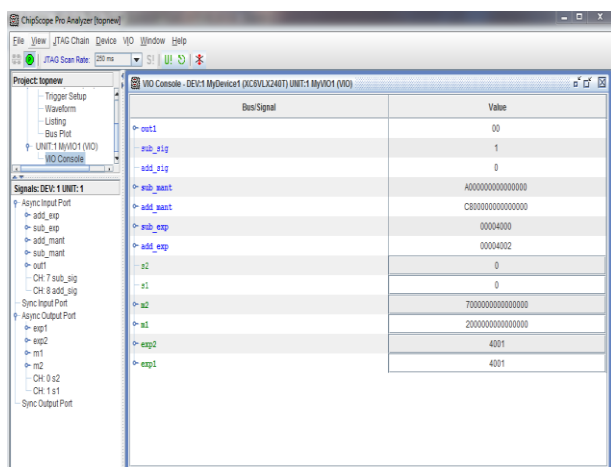 ChipScope Pro Analyzer [topnew]
File View JTAG Chain Device VIO Window Help
JTAG Scan Rate: 250 ms S! U!
Project: topnew
Trigger Setup
Waveform
Listing
Bus Plot
UNIT:1 MyVIO1 (VIO)
VIO Console
Signals: DEV: 1 UNIT: 1
Async Input Port
add_exp
sub_exp
add_mant
sub_mant
out1
CH: 7 sub_sig
CH: 8 add_sig
Sync Input Port
Async Output Port
exp1
exp2
m1
m2
CH: 0 s2
CH: 1 s1
Sync Output Port
VIO Console - DEV:1 MyDevice1 (XC6VLX240T) UNIT:1 MyVIO1 (VIO)
Bus/Signal Value
out1 00
sub_sig 1
add_sig 0
sub_mant A000000000000000
add_mant C800000000000000
sub_exp 00004000
add_exp 00004002
s2 0
s1 0
m2 7000000000000000
m1 2000000000000000
exp2 4001
exp1 4001